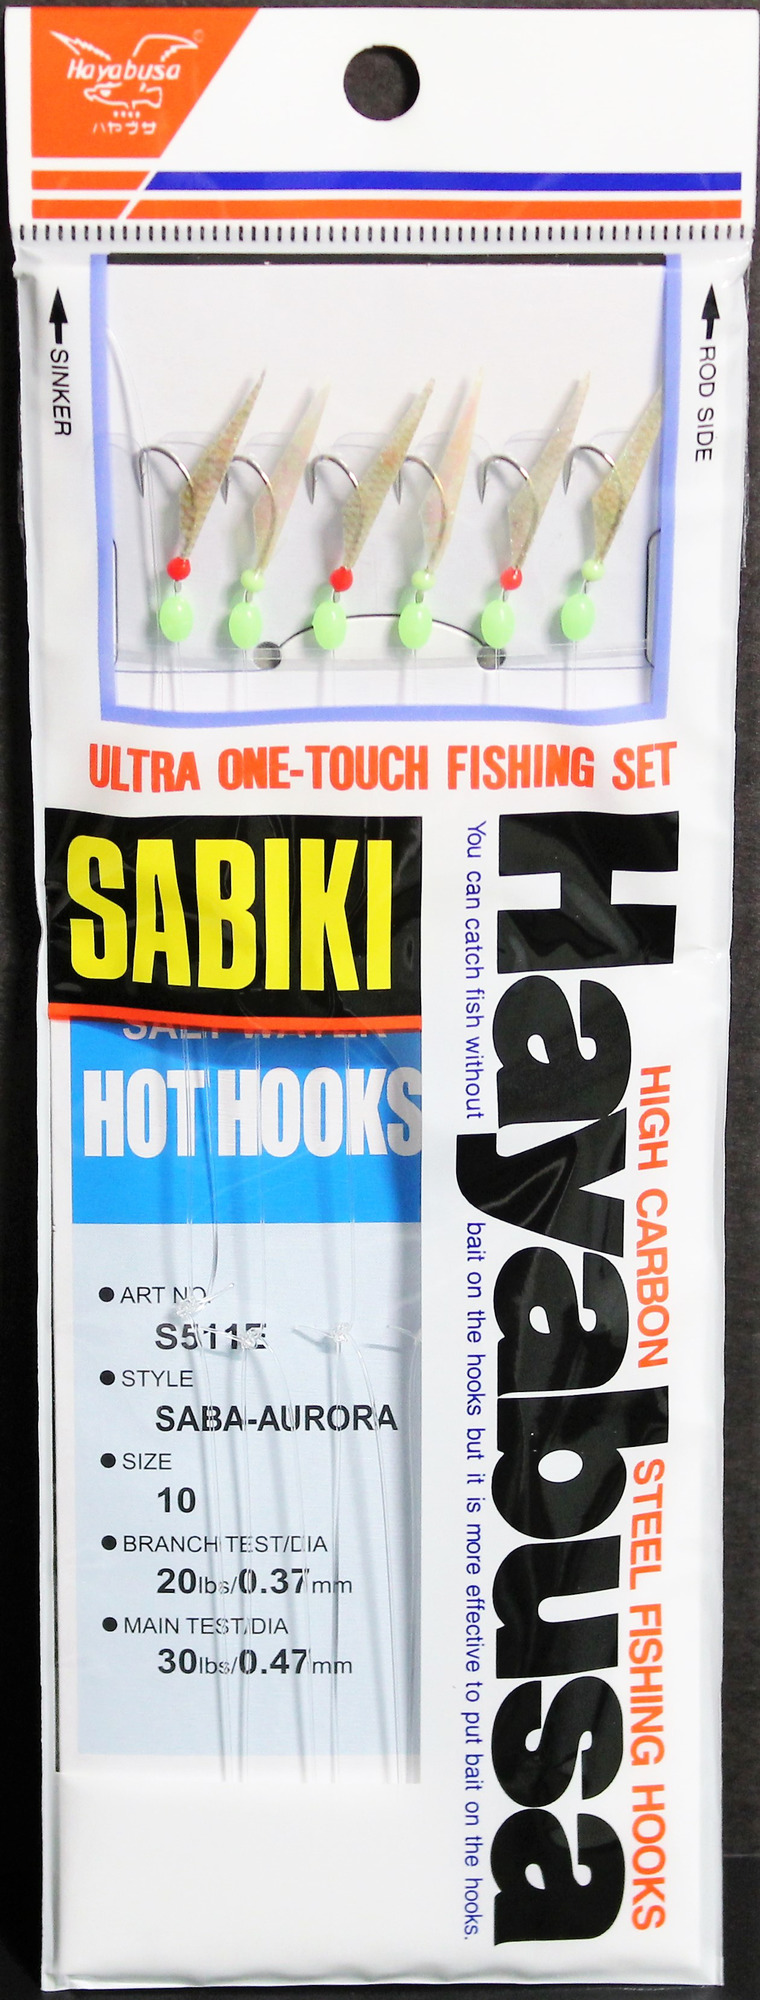 Hayabusa
ハヤブサ
SINKER
ROD SIDE
ULTRA ONE-TOUCH FISHING SET
SABIKI
SALT WATER
HOT HOOKS
● ART NO.
S511E
● STYLE
SABA-AURORA
● SIZE
10
● BRANCH TEST/DIA
20lbs/0.37mm
● MAIN TEST/DIA
30lbs/0.47mm
You can catch fish without bait on the hooks but it is more effective to put bait on the hooks.
Hayabusa
HIGH CARBON STEEL FISHING HOOKS